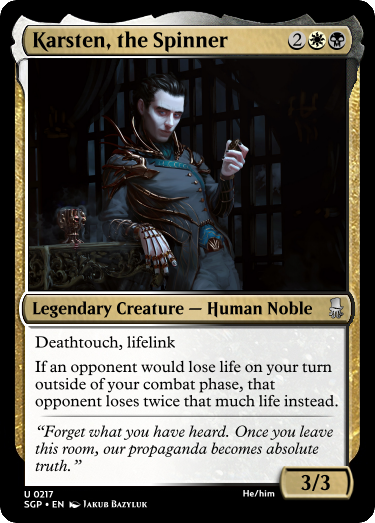 Karsten, the Spinner 2
Legendary Creature — Human Noble
Deathtouch, lifelink
If an opponent would lose life on your turn
outside of your combat phase, that
opponent loses twice that much life instead.
“Forget what you have heard. Once you leave
this room, our propaganda becomes absolute
truth.”
3/3
U 0217
SGP • EN Jakub Bazyluk
He/him